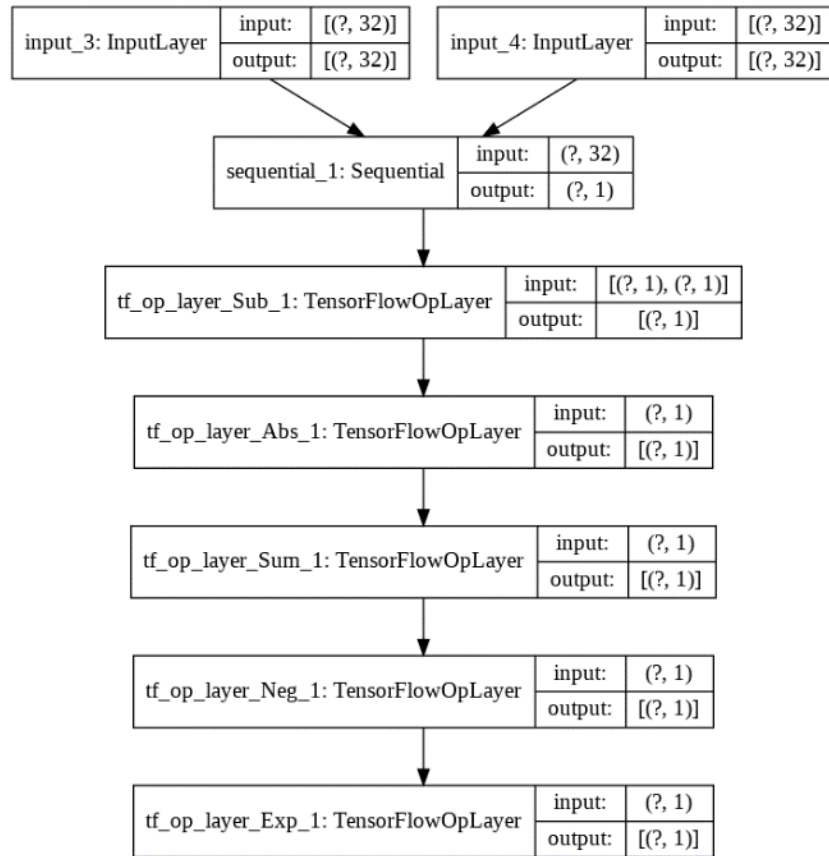 input_3: InputLayer
input: [(?, 32)]
output: [(?, 32)]
input_4: InputLayer
input: [(?, 32)]
output: [(?, 32)]
sequential_1: Sequential
input: (?, 32)
output: (?, 1)
tf_op_layer_Sub_1: TensorFlowOpLayer
input: [(?, 1), (?, 1)]
output: [(?, 1)]
tf_op_layer_Abs_1: TensorFlowOpLayer
input: (?, 1)
output: [(?, 1)]
tf_op_layer_Sum_1: TensorFlowOpLayer
input: (?, 1)
output: [(?, 1)]
tf_op_layer_Neg_1: TensorFlowOpLayer
input: (?, 1)
output: [(?, 1)]
tf_op_layer_Exp_1: TensorFlowOpLayer
input: (?, 1)
output: [(?, 1)]